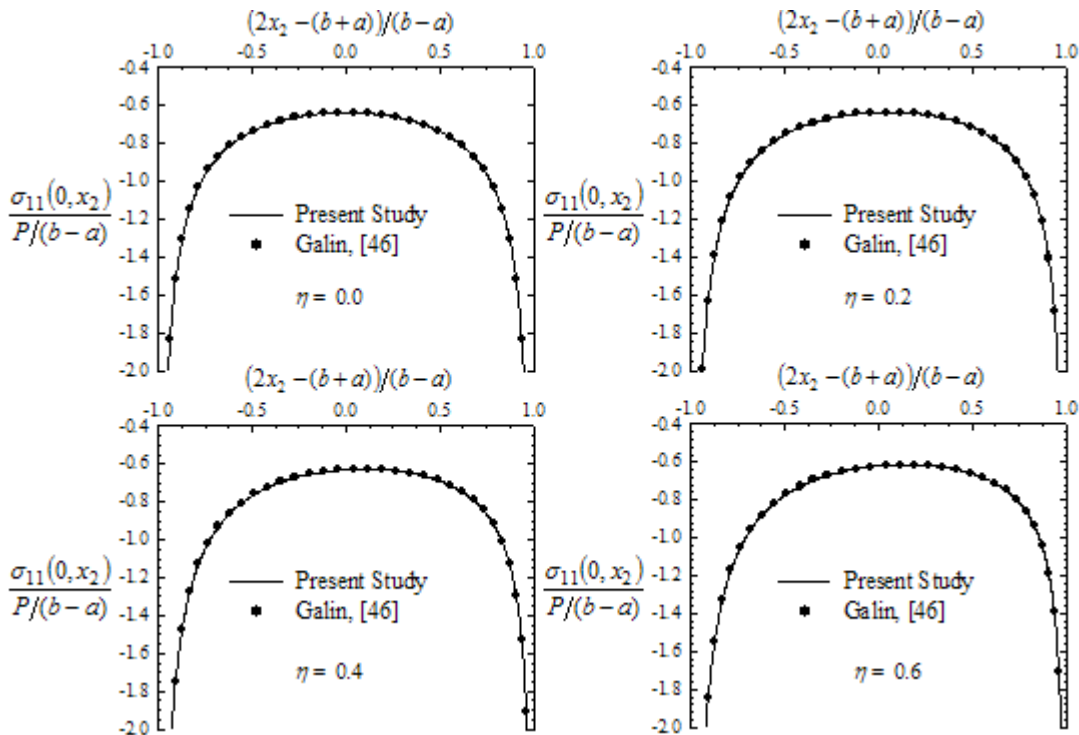 (2x₂ −(b+a))/(b−a)
-1.0 -0.5 0.0 0.5 1.0
-0.4
-0.6
-0.8
-1.0
-1.2
-1.4
-1.6
-1.8
-2.0
σ₁₁(0, x₂)
P/(b−a)
Present Study
Galin, [46]
η = 0.0
(2x₂ −(b+a))/(b−a)
-1.0 -0.5 0.0 0.5 1.0
-0.4
-0.6
-0.8
-1.0
-1.2
-1.4
-1.6
-1.8
-2.0
σ₁₁(0, x₂)
P/(b−a)
Present Study
Galin, [46]
η = 0.2
(2x₂ −(b+a))/(b−a)
-1.0 -0.5 0.0 0.5 1.0
-0.4
-0.6
-0.8
-1.0
-1.2
-1.4
-1.6
-1.8
-2.0
σ₁₁(0, x₂)
P/(b−a)
Present Study
Galin, [46]
η = 0.4
(2x₂ −(b+a))/(b−a)
-1.0 -0.5 0.0 0.5 1.0
-0.4
-0.6
-0.8
-1.0
-1.2
-1.4
-1.6
-1.8
-2.0
σ₁₁(0, x₂)
P/(b−a)
Present Study
Galin, [46]
η = 0.6